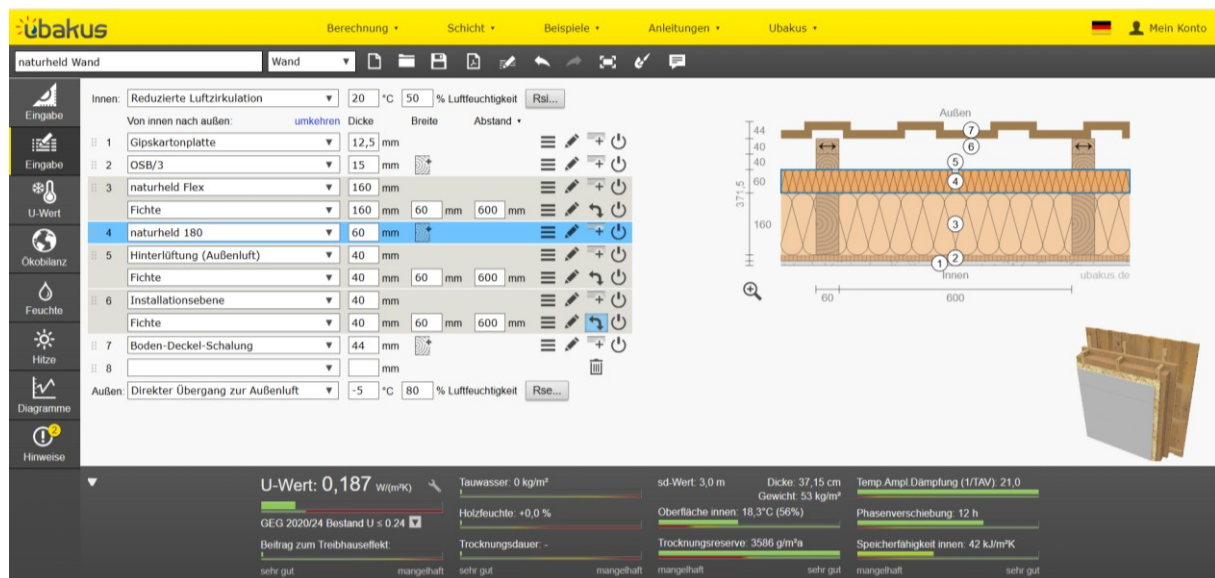 ubakus
Berechnung Schicht Beispiele Anleitungen Ubakus Mein Konto
naturheld Wand Wand
Eingabe
Eingabe
U-Wert
Ökobilanz
Feuchte
Hitze
Diagramme
2
Hinweise
Innen: Reduzierte Luftzirkulation 20 °C 50 % Luftfeuchtigkeit Rsi...
Von innen nach außen: umkehren Dicke Breite Abstand
1 Gipskartonplatte 12,5 mm
2 OSB/3 15 mm
3 naturheld Flex 160 mm
Fichte 160 mm 60 mm 600 mm
4 naturheld 180 60 mm
5 Hinterlüftung (Außenluft) 40 mm
Fichte 40 mm 60 mm 600 mm
6 Installationsebene 40 mm
Fichte 40 mm 60 mm 600 mm
7 Boden-Deckel-Schalung 44 mm
8 mm
Außen: Direkter Übergang zur Außenluft -5 °C 80 % Luftfeuchtigkeit Rse...
Außen
44 7
40 6
40 5
60 4
371,5
160 3
1 2
Innen ubakus.de
60 600
U-Wert: 0,187 W/(m²K)
GEG 2020/24 Bestand U ≤ 0.24
Beitrag zum Treibhauseffekt:
sehr gut mangelhaft
Tauwasser: 0 kg/m²
Holzfeuchte: +0,0 %
Trocknungsdauer: -
sehr gut mangelhaft
sd-Wert: 3,0 m Dicke: 37,15 cm
Gewicht: 53 kg/m²
Oberfläche innen: 18,3°C (56%)
Trocknungsreserve: 3586 g/m²a
mangelhaft sehr gut
Temp.Ampl.Dämpfung (1/TAV): 21,0
Phasenverschiebung: 12 h
Speicherfähigkeit innen: 42 kJ/m²K
mangelhaft sehr gut